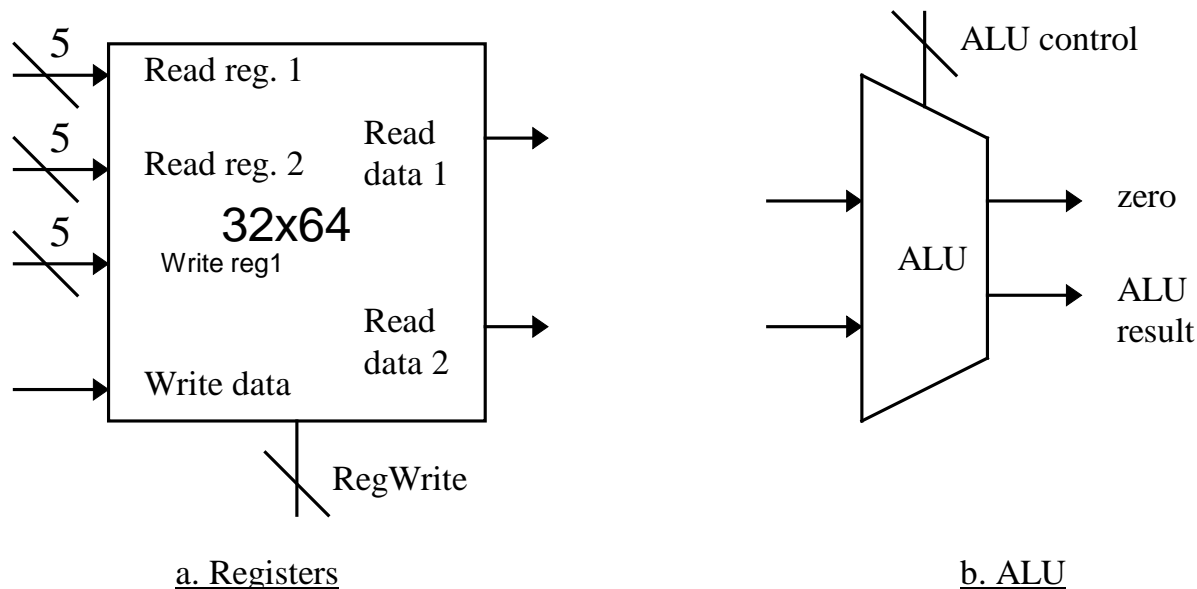 5
Read reg. 1
5
Read reg. 2
5
32x64
Write reg1
Write data
Read
data 1
Read
data 2
RegWrite
a. Registers
ALU control
ALU
zero
ALU
result
b. ALU